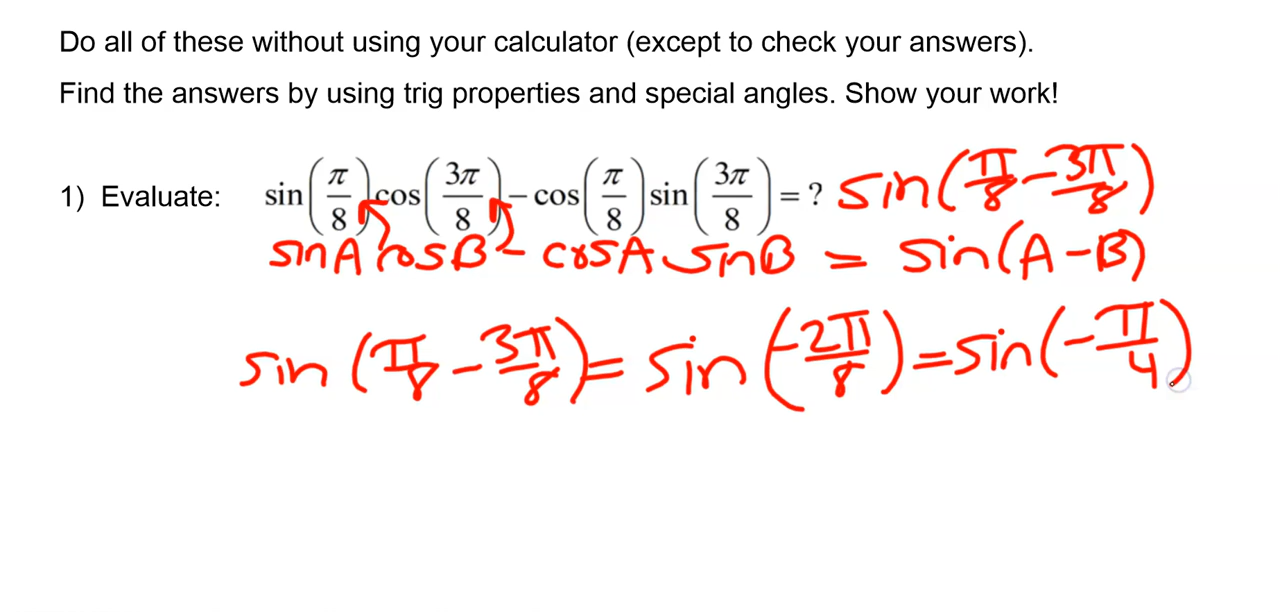 Do all of these without using your calculator (except to check your answers).
Find the answers by using trig properties and special angles. Show your work!
1) Evaluate: sin(π/8)cos(3π/8) − cos(π/8)sin(3π/8) = ? sin(π/8 − 3π/8)
sinA cosB − cosA sinB = sin(A−B)
sin(π/8 − 3π/8) = sin(−2π/8) = sin(−π/4)